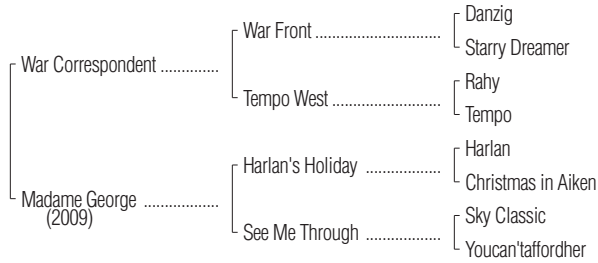 Danzig
War Front ....................................
Starry Dreamer
War Correspondent ..............
Rahy
Tempo West ...............................
Tempo
Harlan
Harlan's Holiday .....................
Christmas in Aiken
Madame George ..................
(2009)
Sky Classic
See Me Through .....................
Youcan'taffordher